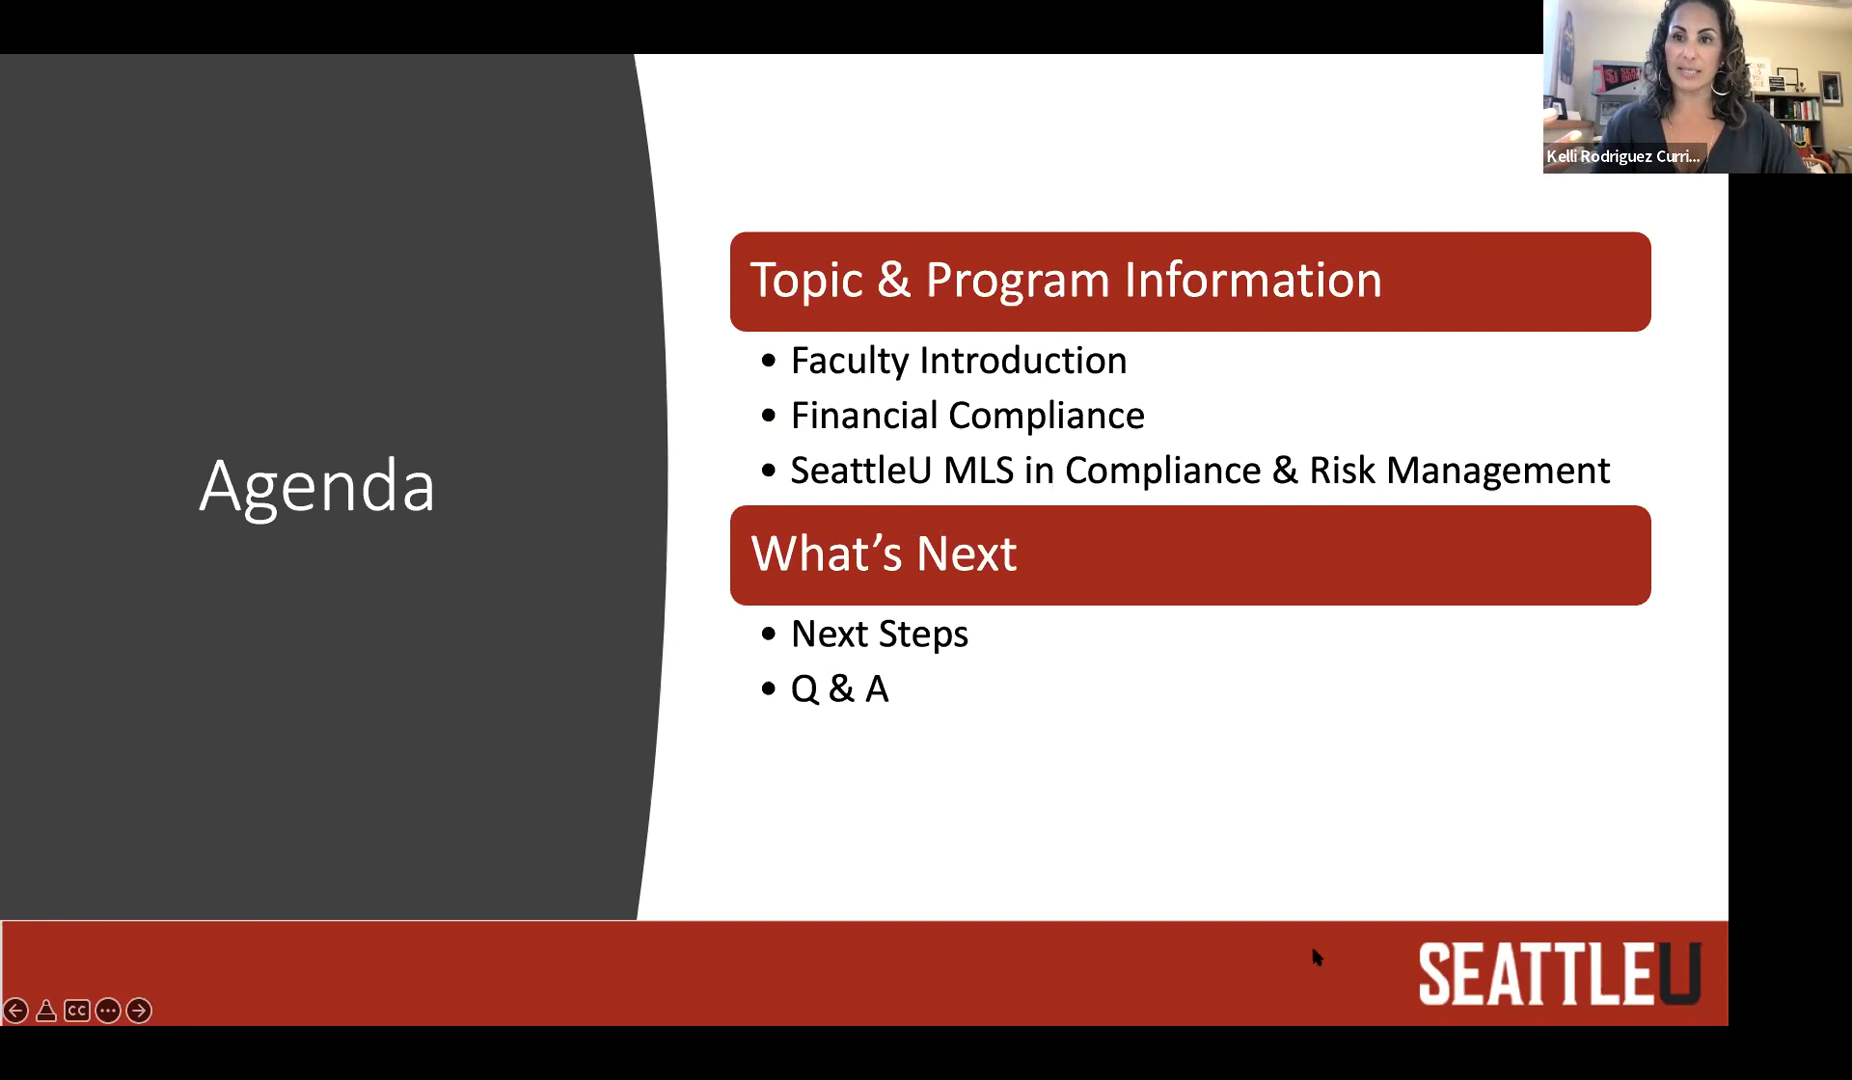 Kelli Rodriguez Curri...
Agenda
Topic & Program Information
• Faculty Introduction
• Financial Compliance
• SeattleU MLS in Compliance & Risk Management
What’s Next
• Next Steps
• Q & A
SEATTLEU
CC